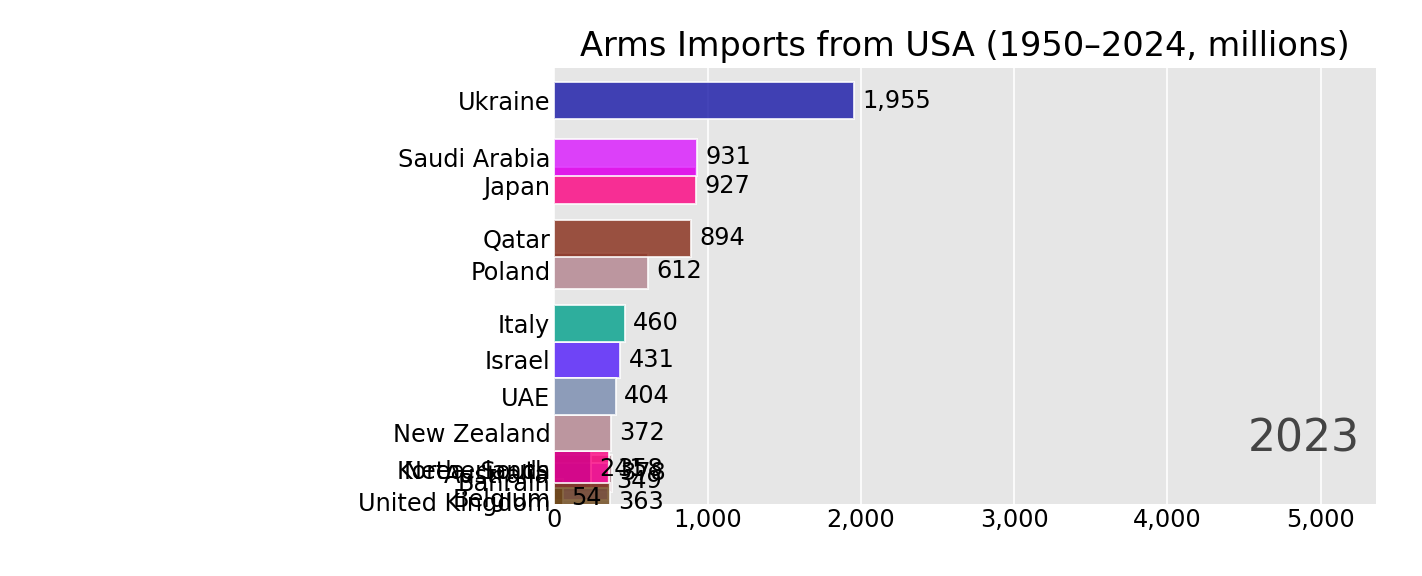 Arms Imports from USA (1950–2024, millions)
Ukraine 1,955
Saudi Arabia 931
Japan 927
Qatar 894
Poland 612
Italy 460
Israel 431
UAE 404
New Zealand 372
2023
Bahrain 349
Belgium 54
United Kingdom 363
0 1,000 2,000 3,000 4,000 5,000